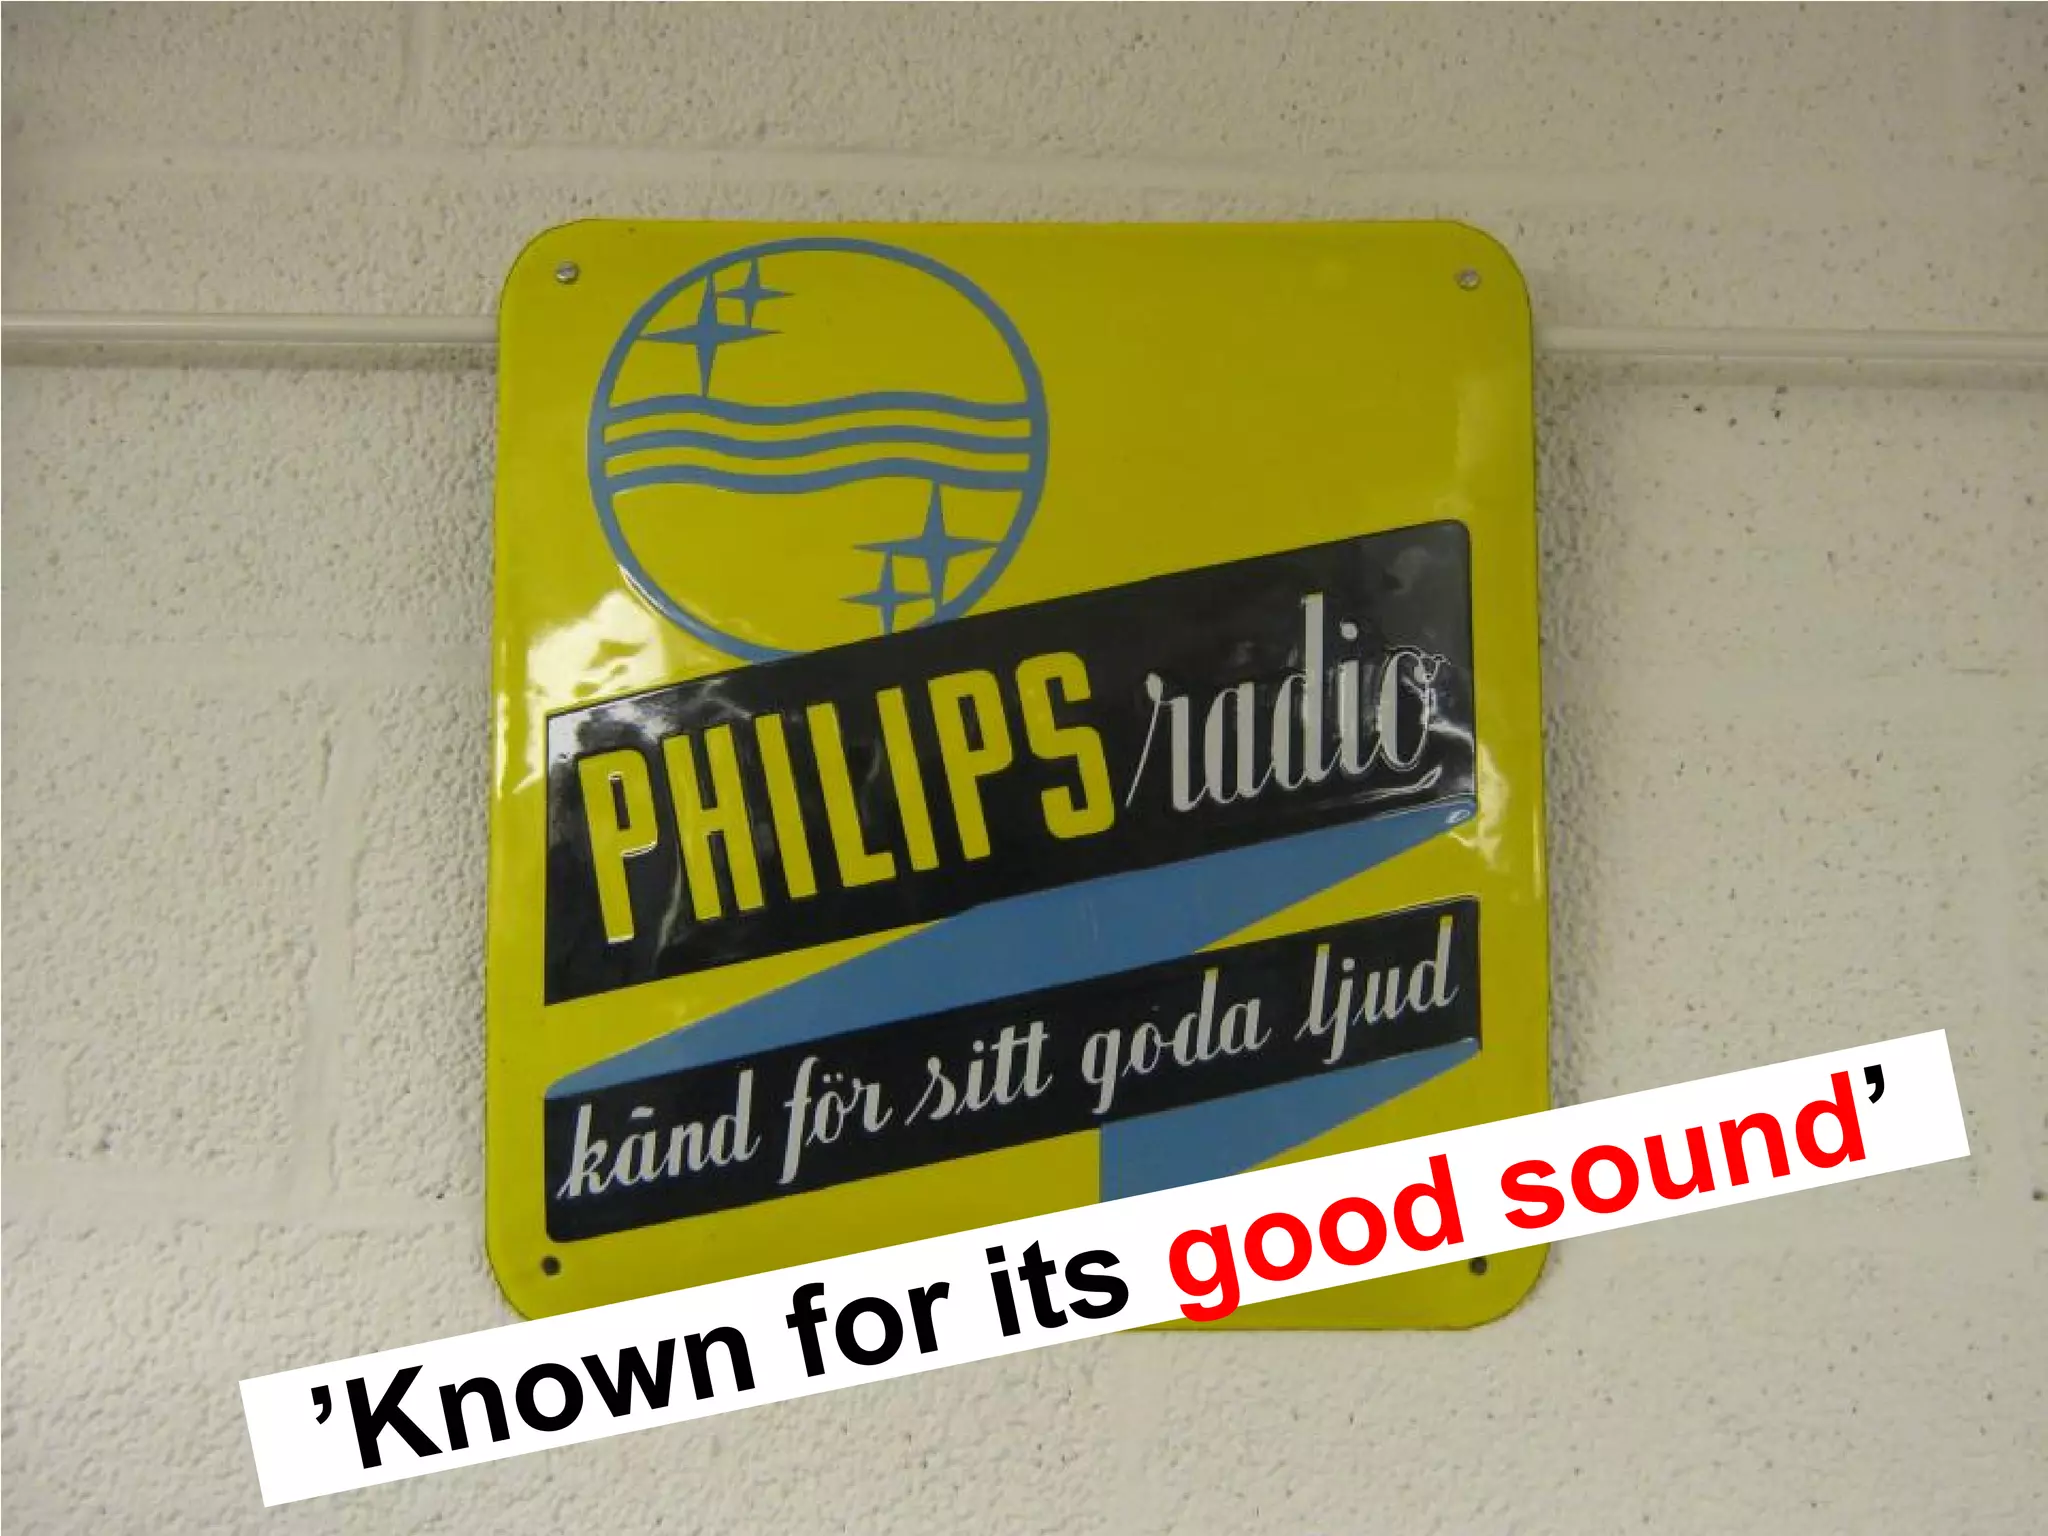 PHILIPS radio
känd för sitt goda ljud
’Known for its good sound’